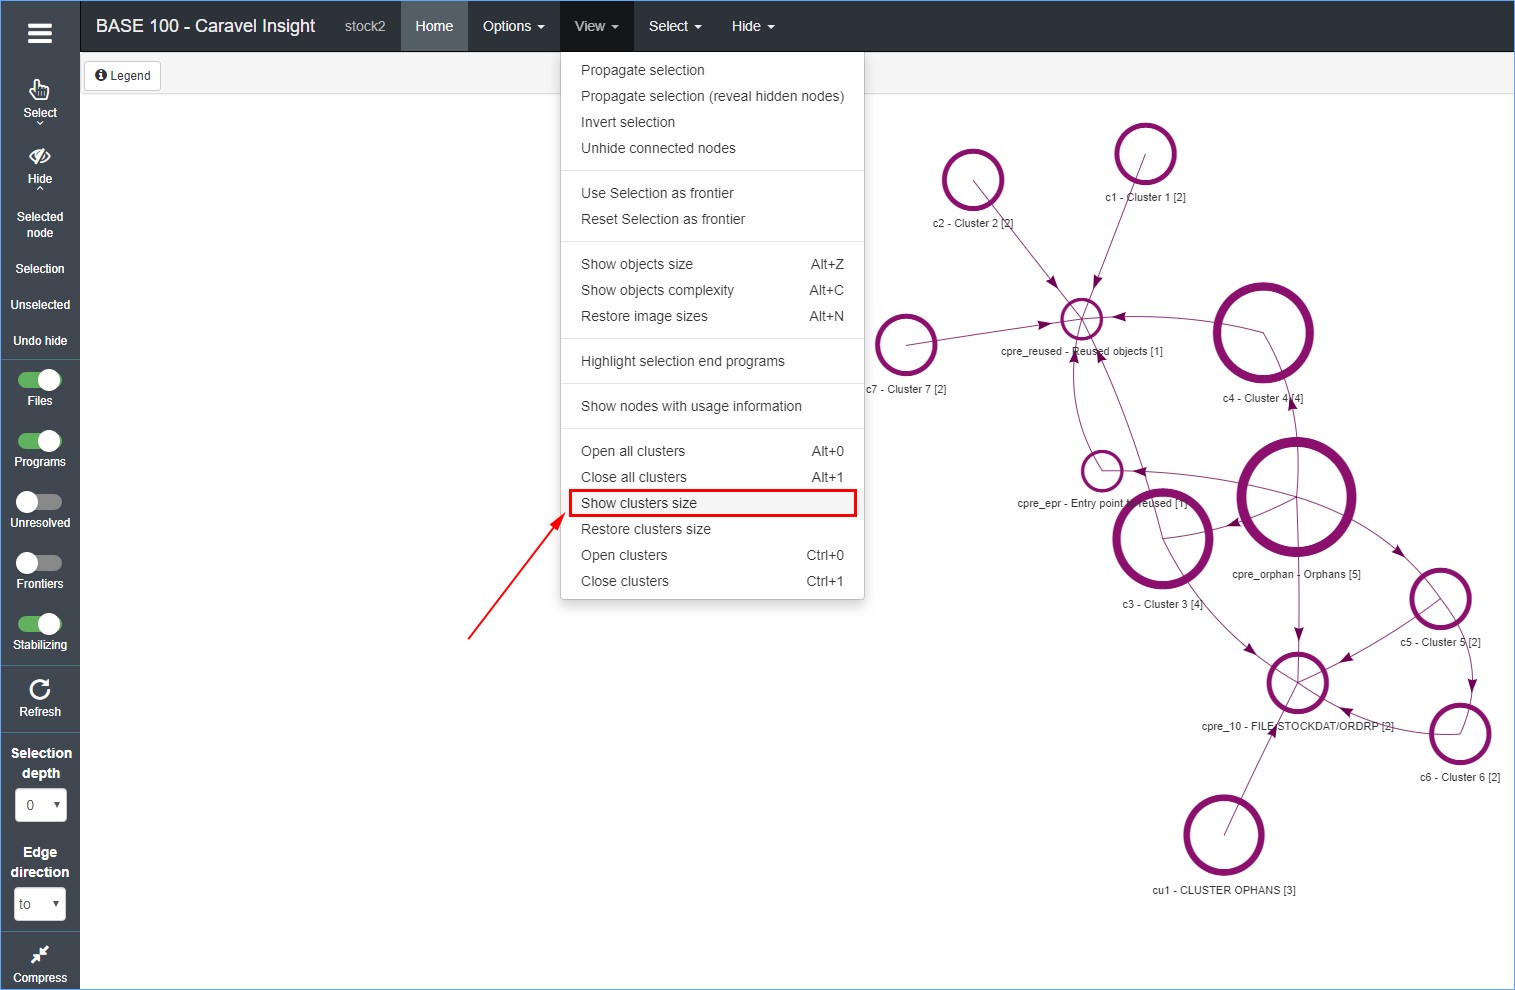 BASE 100 - Caravel Insight
stock2
Home
Options
View
Select
Hide
Legend
Select
Hide
Selected
node
Selection
Unselected
Undo hide
Files
Programs
Unresolved
Frontiers
Stabilizing
Refresh
Selection
depth
0
Edge
direction
to
Compress
Propagate selection
Propagate selection (reveal hidden nodes)
Invert selection
Unhide connected nodes
Use Selection as frontier
Reset Selection as frontier
Show objects size Alt+Z
Show objects complexity Alt+C
Restore image sizes Alt+N
Highlight selection end programs
Show nodes with usage information
Open all clusters Alt+0
Close all clusters Alt+1
Show clusters size
Restore clusters size
Open clusters Ctrl+0
Close clusters Ctrl+1
c1 - Cluster 1 [2]
c2 - Cluster 2 [2]
cpre_reused - Reused objects [1]
c7 - Cluster 7 [2]
c4 - Cluster 4 [4]
cpre_epr - Entry point to reused [1]
cpre_orphan - Orphans [5]
c3 - Cluster 3 [4]
c5 - Cluster 5 [2]
cpre_10 - FILE STOCKDAT/ORDRP [2]
c6 - Cluster 6 [2]
cu1 - CLUSTER OPHANS [3]